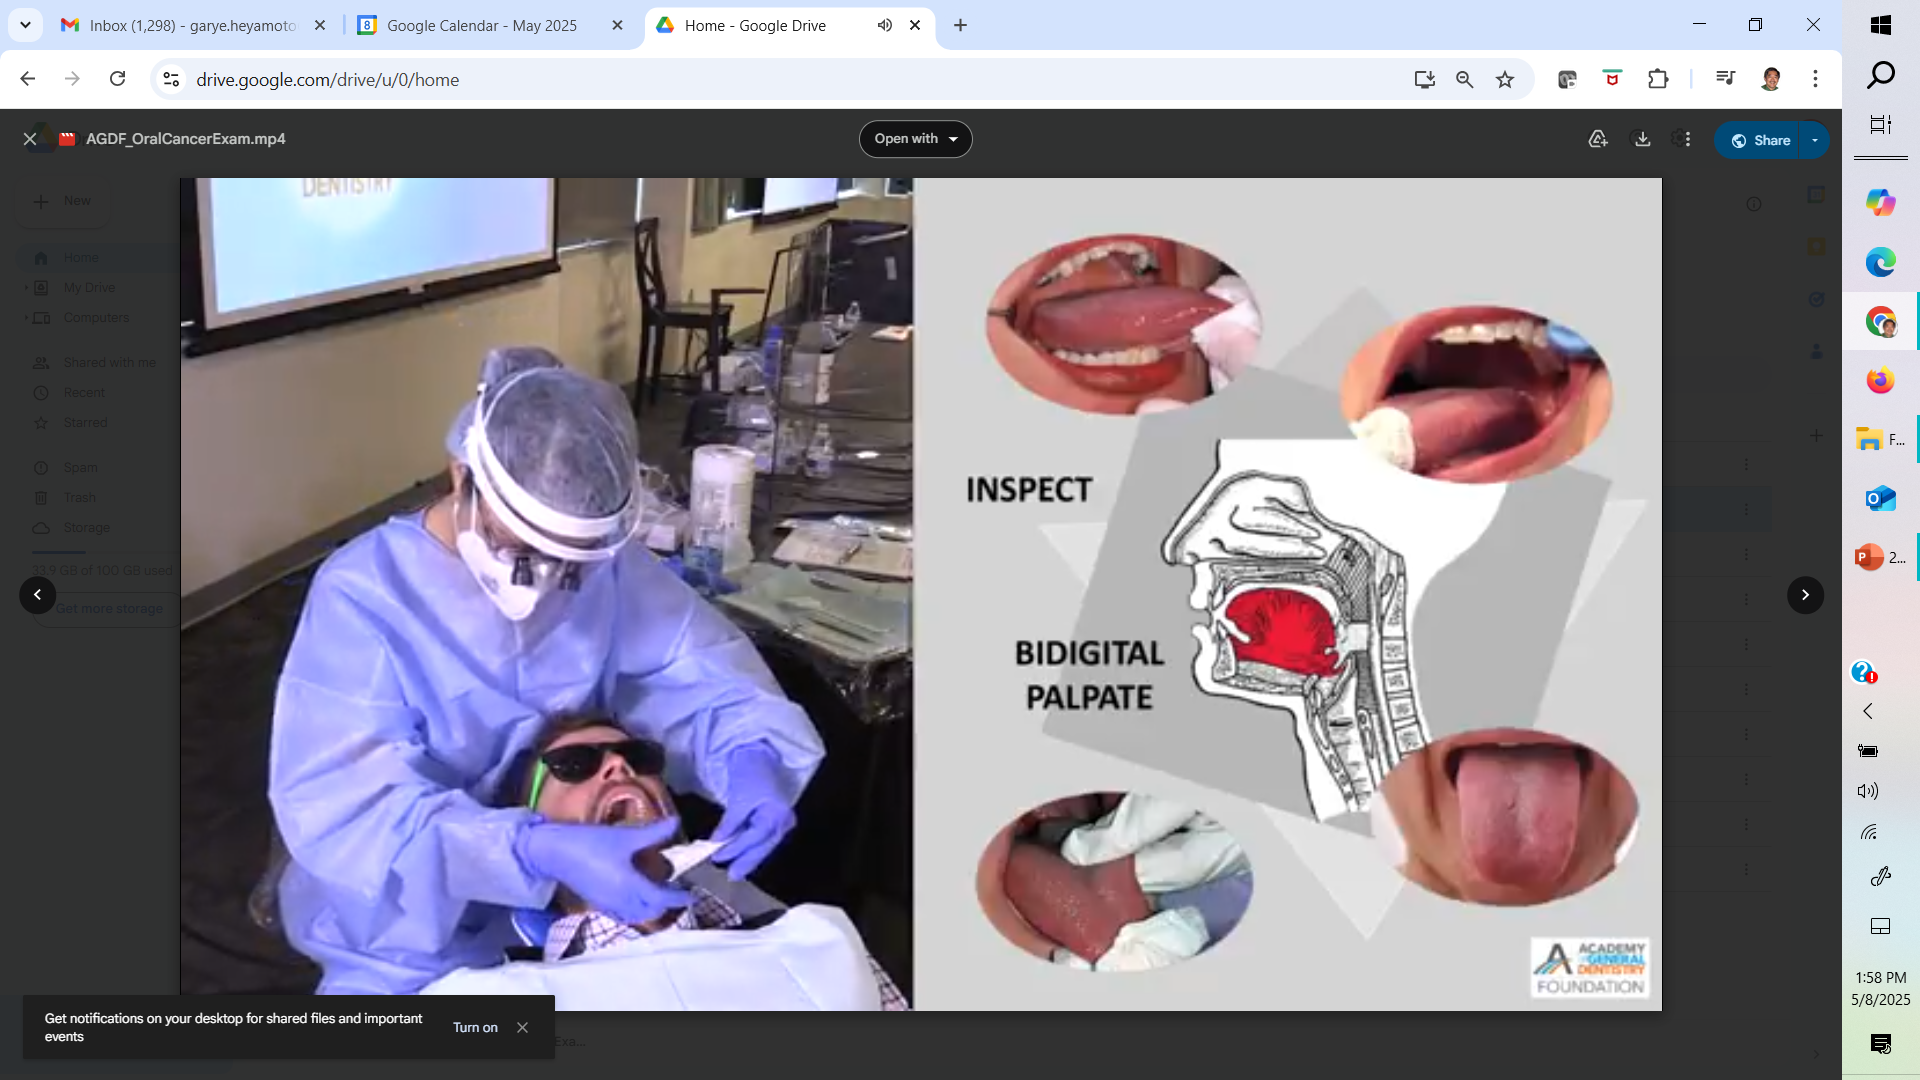 Inbox (1,298) - garye.heyamoto
Google Calendar - May 2025
Home - Google Drive
drive.google.com/drive/u/0/home
AGDF_OralCancerExam.mp4
Open with
Share
New
Home
My Drive
Computers
Shared with me
Recent
Starred
Spam
Trash
Storage
33.9 GB of 100 GB used
Get more storage
DENTISTRY
INSPECT
BIDIGITAL
PALPATE
ACADEMY
of GENERAL
DENTISTRY
FOUNDATION
Get notifications on your desktop for shared files and important
events
Turn on
F...
2...
1:58 PM
5/8/2025